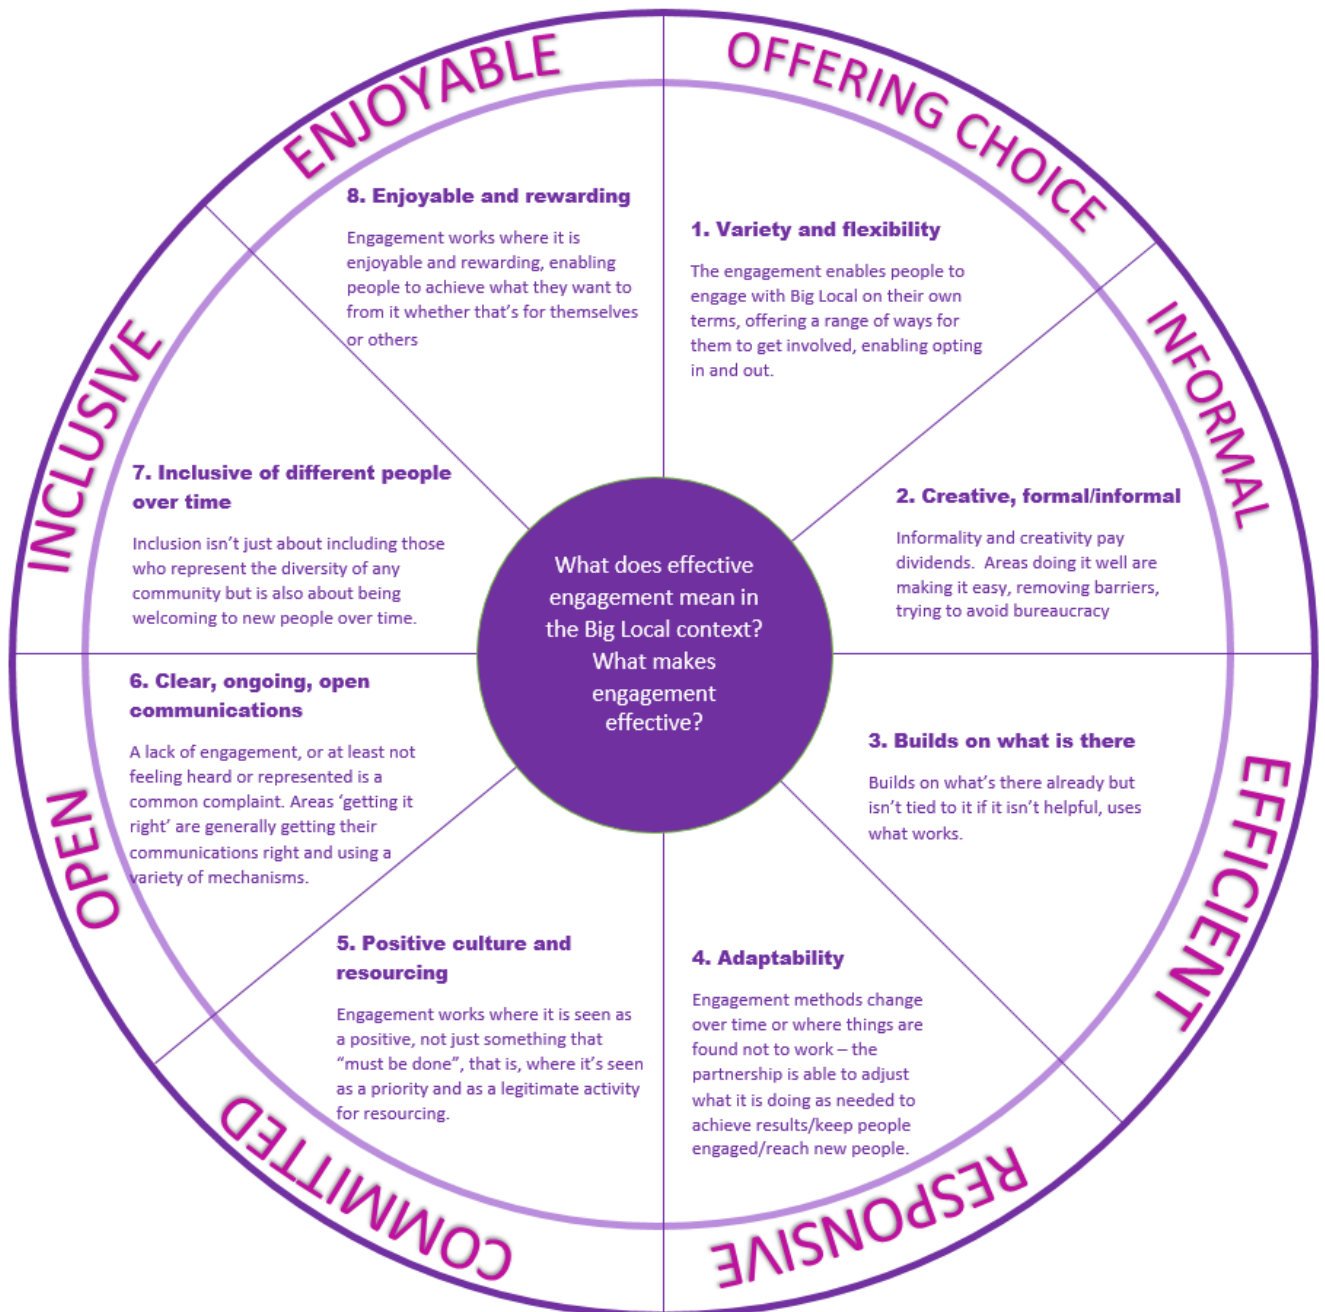 What does effective
engagement mean in
the Big Local context?
What makes
engagement
effective?
OFFERING CHOICE
1. Variety and flexibility
The engagement enables people to
engage with Big Local on their own
terms, offering a range of ways for
them to get involved, enabling opting
in and out.
INFORMAL
2. Creative, formal/informal
Informality and creativity pay
dividends.  Areas doing it well are
making it easy, removing barriers,
trying to avoid bureaucracy
EFFICIENT
3. Builds on what is there
Builds on what’s there already but
isn’t tied to it if it isn’t helpful, uses
what works.
RESPONSIVE
4. Adaptability
Engagement methods change
over time or where things are
found not to work – the
partnership is able to adjust
what it is doing as needed to
achieve results/keep people
engaged/reach new people.
COMMITTED
5. Positive culture and
resourcing
Engagement works where it is seen as
a positive, not just something that
“must be done”, that is, where it’s seen
as a priority and as a legitimate activity
for resourcing.
OPEN
6. Clear, ongoing, open
communications
A lack of engagement, or at least not
feeling heard or represented is a
common complaint. Areas ‘getting it
right’ are generally getting their
communications right and using a
variety of mechanisms.
INCLUSIVE
7. Inclusive of different people
over time
Inclusion isn’t just about including those
who represent the diversity of any
community but is also about being
welcoming to new people over time.
ENJOYABLE
8. Enjoyable and rewarding
Engagement works where it is
enjoyable and rewarding, enabling
people to achieve what they want to
from it whether that’s for themselves
or others